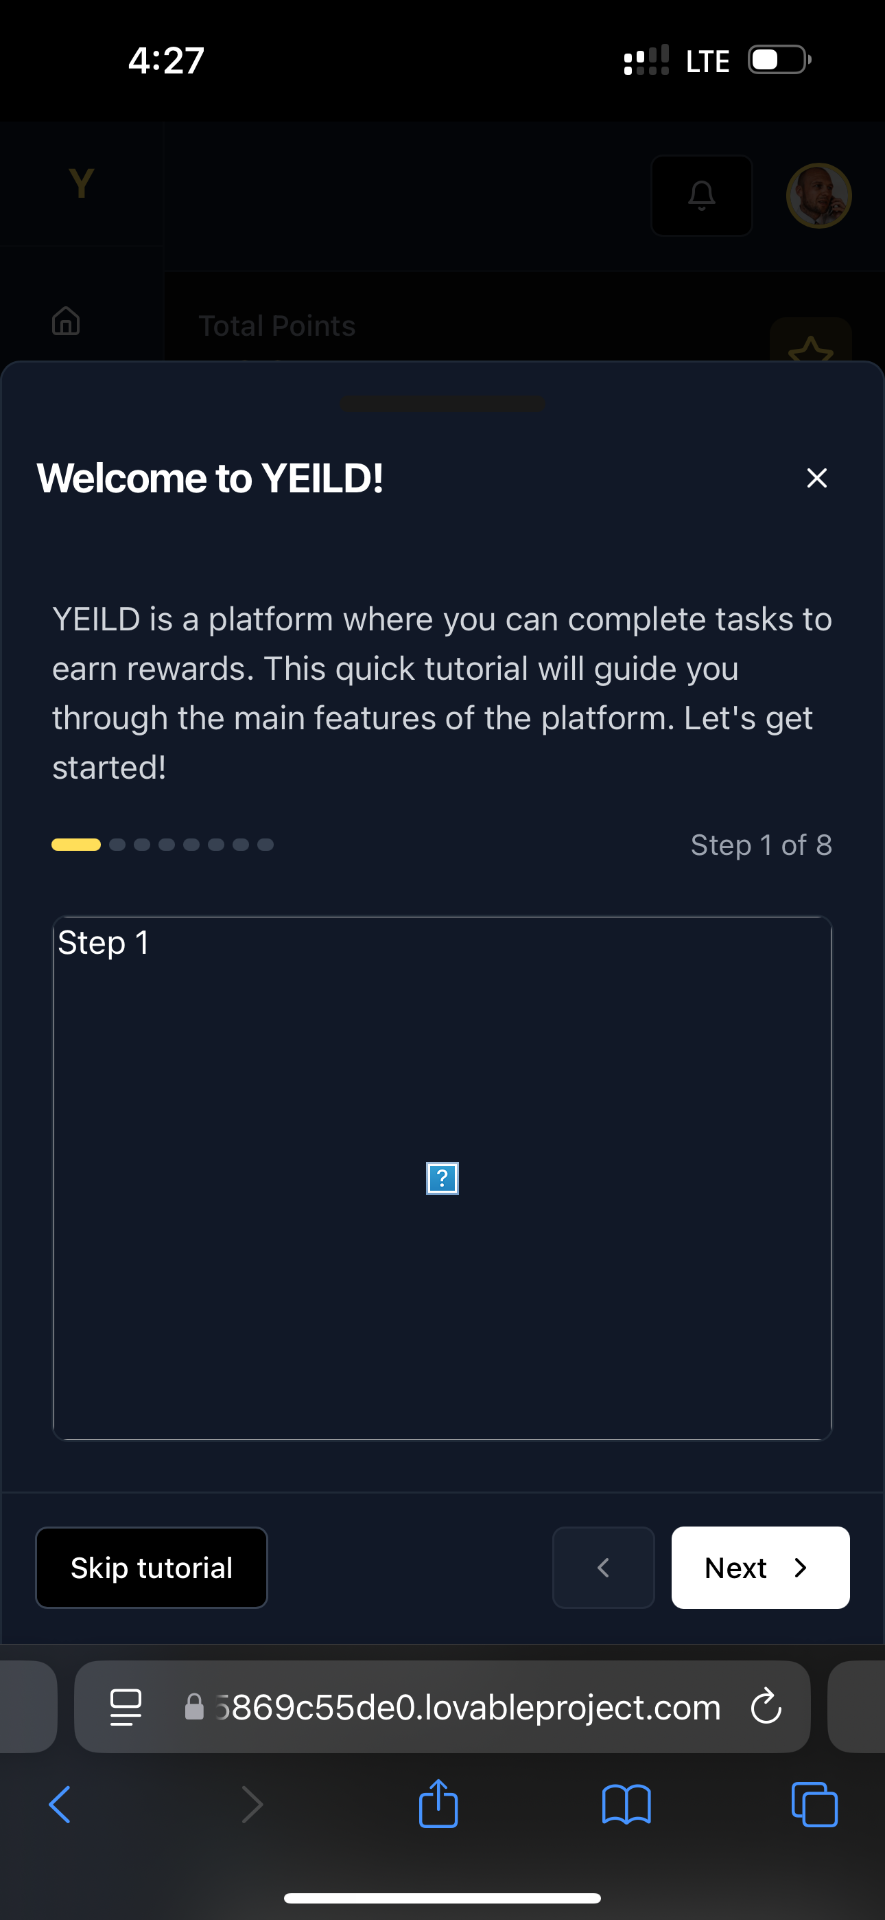 4:27
LTE
Y
Total Points
Welcome to YEILD!
YEILD is a platform where you can complete tasks to
earn rewards. This quick tutorial will guide you
through the main features of the platform. Let's get
started!
Step 1 of 8
Step 1
?
Skip tutorial
Next
5869c55de0.lovableproject.com